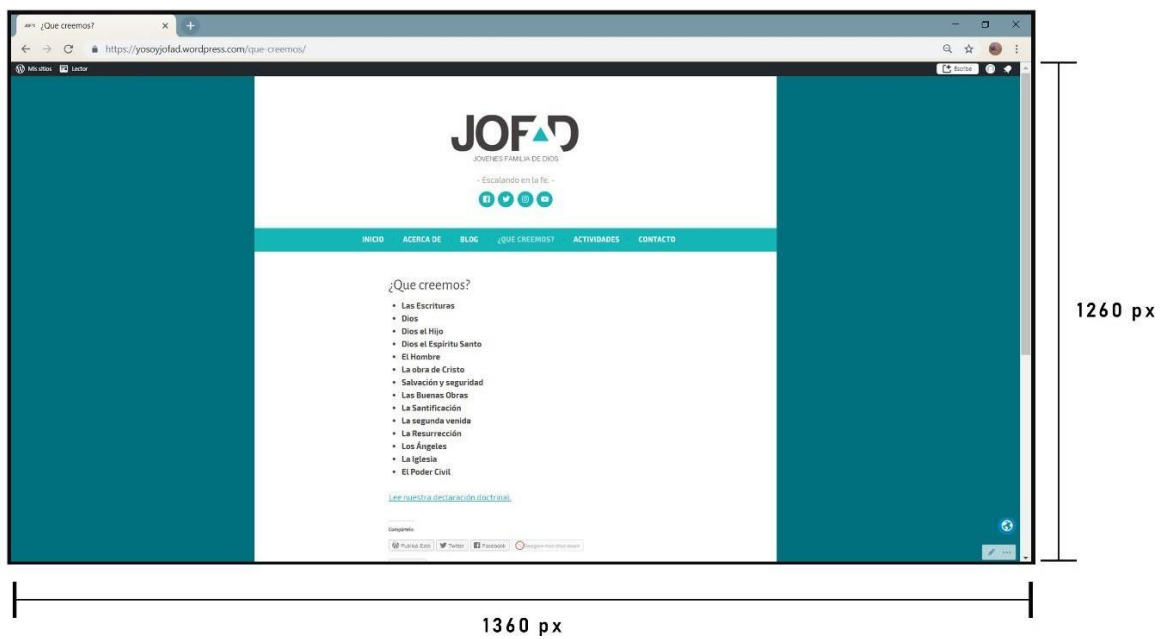 ¿Que creemos?
https://yosoyjofad.wordpress.com/que-creemos/
Mis sitios Lector Escribe
JOFAD
JOVENES FAMILIA DE DIOS
- Escalando en la fe. -
INICIO ACERCA DE BLOG ¿QUE CREEMOS? ACTIVIDADES CONTACTO
¿Que creemos?
• Las Escrituras
• Dios
• Dios el Hijo
• Dios el Espíritu Santo
• El Hombre
• La obra de Cristo
• Salvación y seguridad
• Las Buenas Obras
• La Santificación
• La segunda venida
• La Resurrección
• Los Ángeles
• La Iglesia
• El Poder Civil
Lee nuestra declaración doctrinal.
Compártelo:
Publica Esto Twitter Facebook
1260 px
1360 px